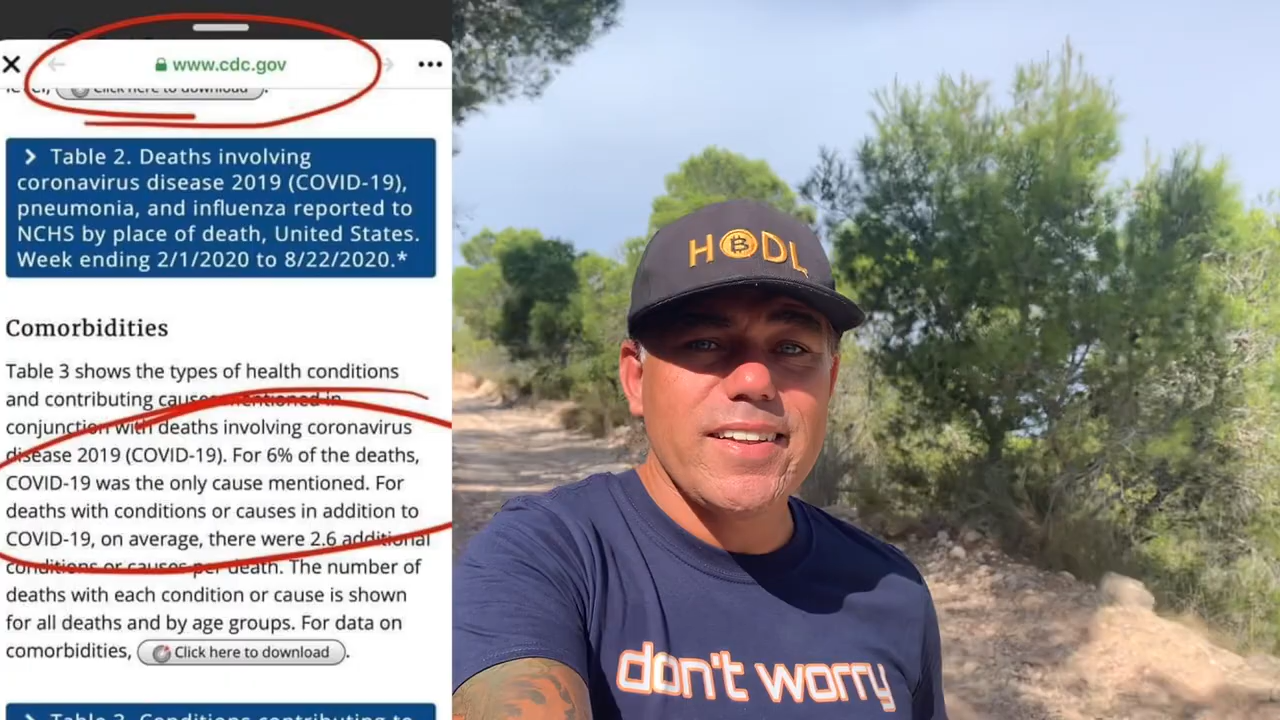 www.cdc.gov
level, Click here to download.
> Table 2. Deaths involving
coronavirus disease 2019 (COVID-19),
pneumonia, and influenza reported to
NCHS by place of death, United States.
Week ending 2/1/2020 to 8/22/2020.*
Comorbidities
Table 3 shows the types of health conditions
and contributing causes mentioned in
conjunction with deaths involving coronavirus
disease 2019 (COVID-19). For 6% of the deaths,
COVID-19 was the only cause mentioned. For
deaths with conditions or causes in addition to
COVID-19, on average, there were 2.6 additional
conditions or causes per death. The number of
deaths with each condition or cause is shown
for all deaths and by age groups. For data on
comorbidities, Click here to download.
> Table 3. Conditions contributing to
HODL
don't worry